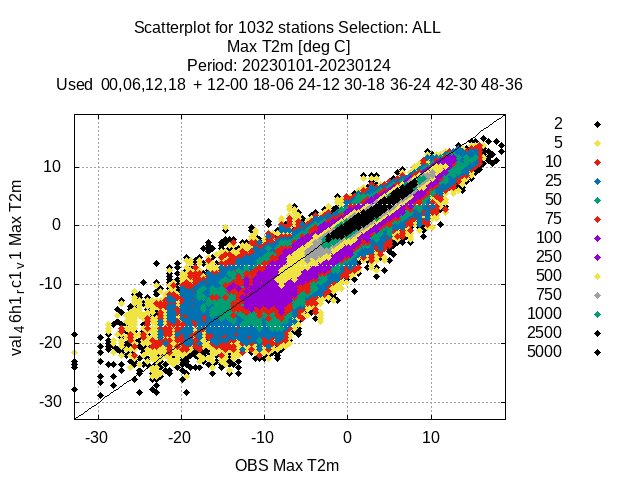 Scatterplot for 1032 stations Selection: ALL
Max T2m [deg C]
Period: 20230101-20230124
Used 00,06,12,18 + 12-00 18-06 24-12 30-18 36-24 42-30 48-36
val4 6h1,rc1,v1 Max T2m
10
0
-10
-20
-30
-30 -20 -10 0 10
OBS Max T2m
2
5
10
25
50
75
100
250
500
750
1000
2500
5000